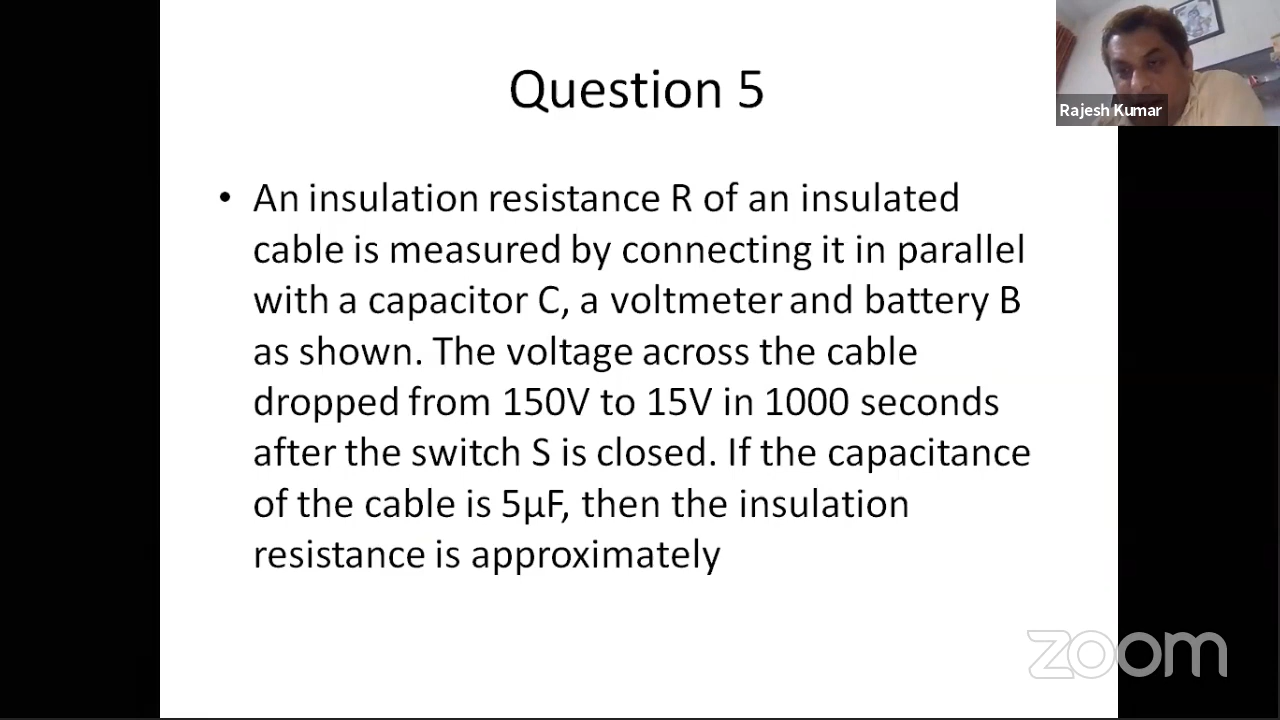 Question 5
Rajesh Kumar
• An insulation resistance R of an insulated
cable is measured by connecting it in parallel
with a capacitor C, a voltmeter and battery B
as shown. The voltage across the cable
dropped from 150V to 15V in 1000 seconds
after the switch S is closed. If the capacitance
of the cable is 5µF, then the insulation
resistance is approximately
zoom